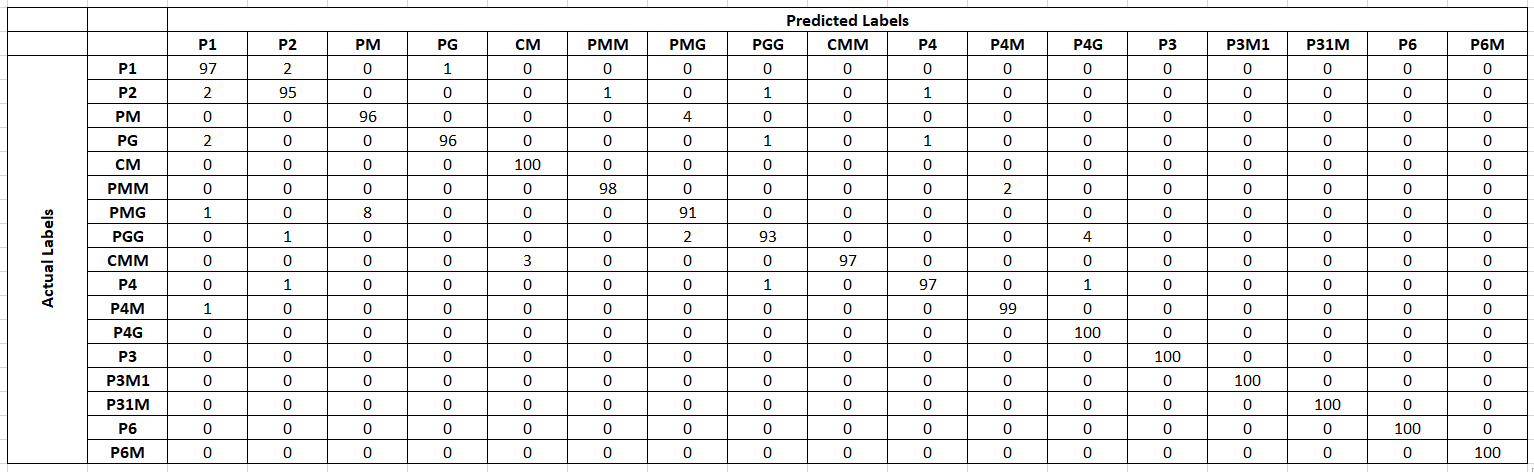 Predicted Labels
P1 P2 PM PG CM PMM PMG PGG CMM P4 P4M P4G P3 P3M1 P31M P6 P6M
Actual Labels
P1 97 2 0 1 0 0 0 0 0 0 0 0 0 0 0 0 0
P2 2 95 0 0 0 1 0 1 0 1 0 0 0 0 0 0 0
PM 0 0 96 0 0 0 4 0 0 0 0 0 0 0 0 0 0
PG 2 0 0 96 0 0 0 1 0 1 0 0 0 0 0 0 0
CM 0 0 0 0 100 0 0 0 0 0 0 0 0 0 0 0 0
PMM 0 0 0 0 0 98 0 0 0 0 2 0 0 0 0 0 0
PMG 1 0 8 0 0 0 91 0 0 0 0 0 0 0 0 0 0
PGG 0 1 0 0 0 0 2 93 0 0 0 4 0 0 0 0 0
CMM 0 0 0 0 3 0 0 0 97 0 0 0 0 0 0 0 0
P4 0 1 0 0 0 0 0 1 0 97 0 1 0 0 0 0 0
P4M 1 0 0 0 0 0 0 0 0 0 99 0 0 0 0 0 0
P4G 0 0 0 0 0 0 0 0 0 0 0 100 0 0 0 0 0
P3 0 0 0 0 0 0 0 0 0 0 0 0 100 0 0 0 0
P3M1 0 0 0 0 0 0 0 0 0 0 0 0 0 100 0 0 0
P31M 0 0 0 0 0 0 0 0 0 0 0 0 0 0 100 0 0
P6 0 0 0 0 0 0 0 0 0 0 0 0 0 0 0 100 0
P6M 0 0 0 0 0 0 0 0 0 0 0 0 0 0 0 0 100